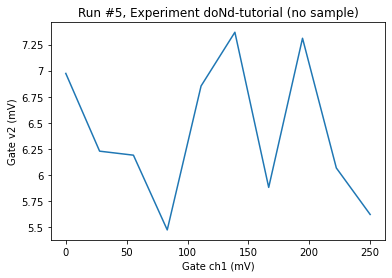 Run #5, Experiment doNd-tutorial (no sample)
Gate v2 (mV)
7.25
7
6.75
6.5
6.25
6
5.75
5.5
0 50 100 150 200 250
Gate ch1 (mV)